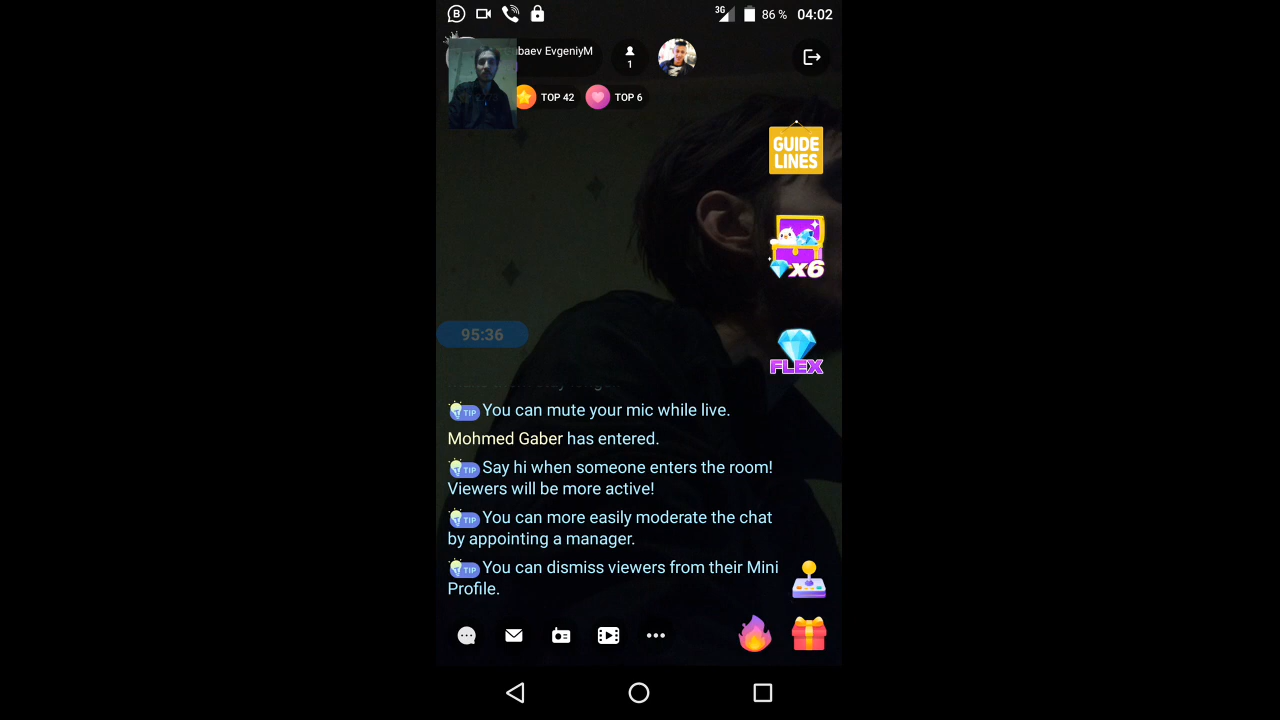 3G 86 % 04:02
ubaev EvgeniyM
1
TOP 42 TOP 6
GUIDE
LINES
x6
95:36
FLEX
TIP You can mute your mic while live.
Mohmed Gaber has entered.
TIP Say hi when someone enters the room!
Viewers will be more active!
TIP You can more easily moderate the chat
by appointing a manager.
TIP You can dismiss viewers from their Mini
Profile.